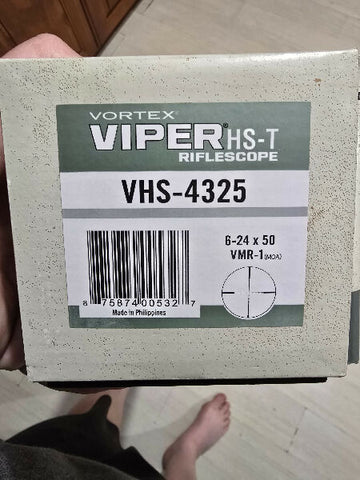 VORTEX®
VIPER® HS-T
RIFLESCOPE
VHS-4325
6-24 x 50
VMR-1 (MOA)
8 75874 00532 7
Made in Philippines